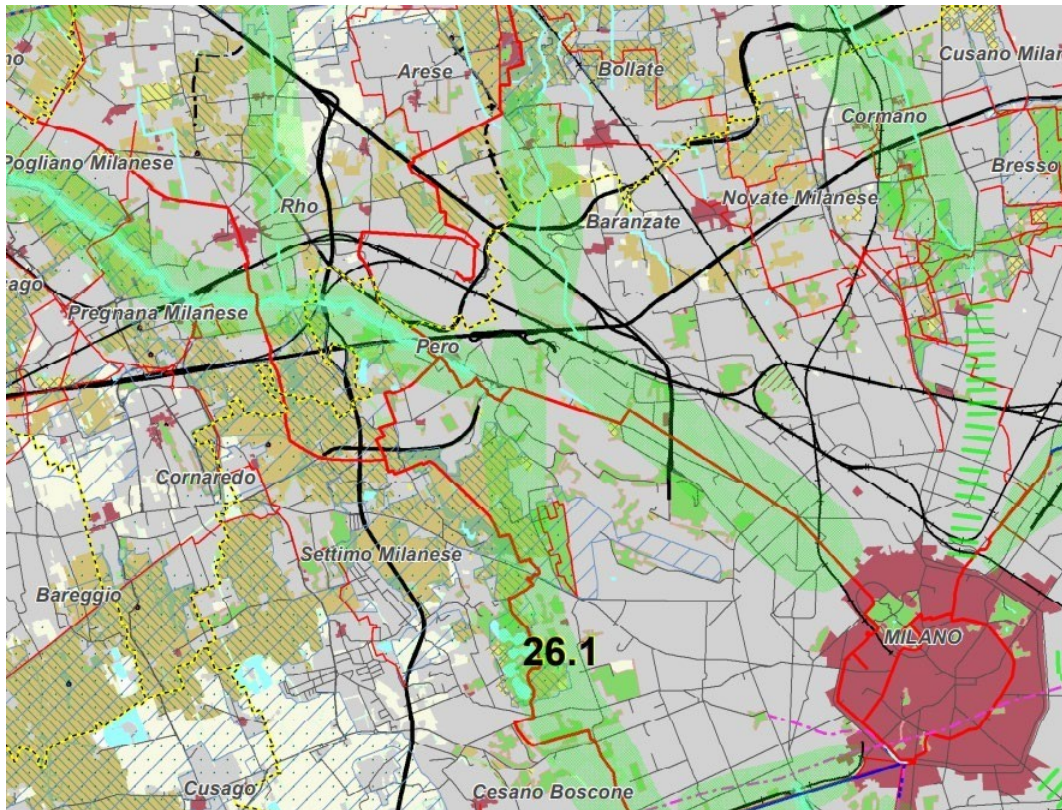 Cusano Mila
Arese
Bollate
Cormano
Pogliano Milanese
Bresso
Novate Milanese
Rho
Baranzate
Pregnana Milanese
Pero
Cornaredo
Settimo Milanese
Bareggio
MILANO
26.1
Cusago
Cesano Boscone